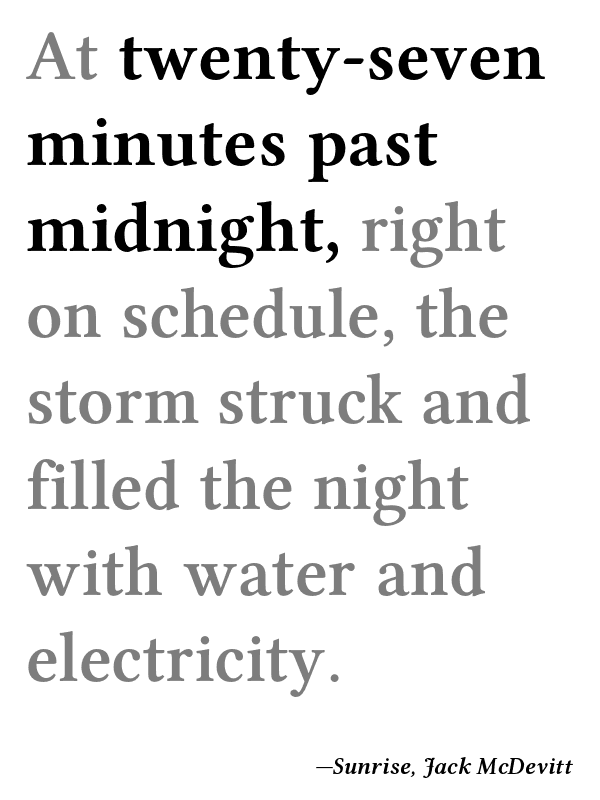 At twenty-seven
minutes past
midnight, right
on schedule, the
storm struck and
filled the night
with water and
electricity.
—Sunrise, Jack McDevitt